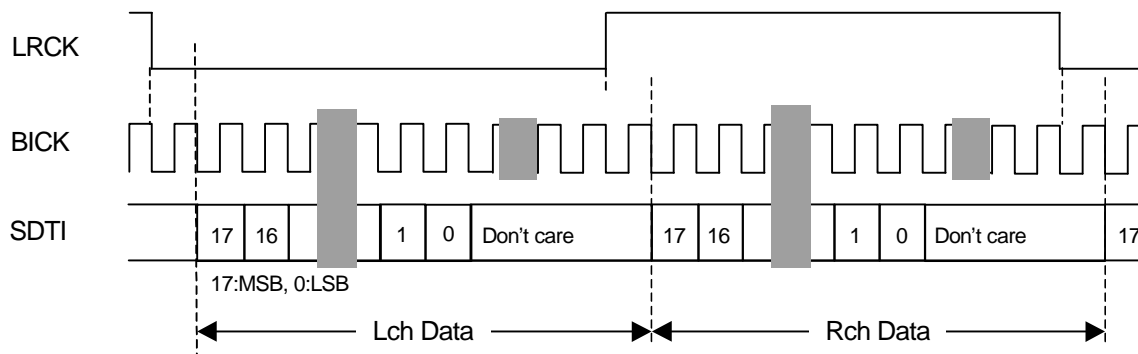 LRCK
BICK
SDTI
17 16 1 0 Don't care 17 16 1 0 Don't care 17
17:MSB, 0:LSB
Lch Data Rch Data